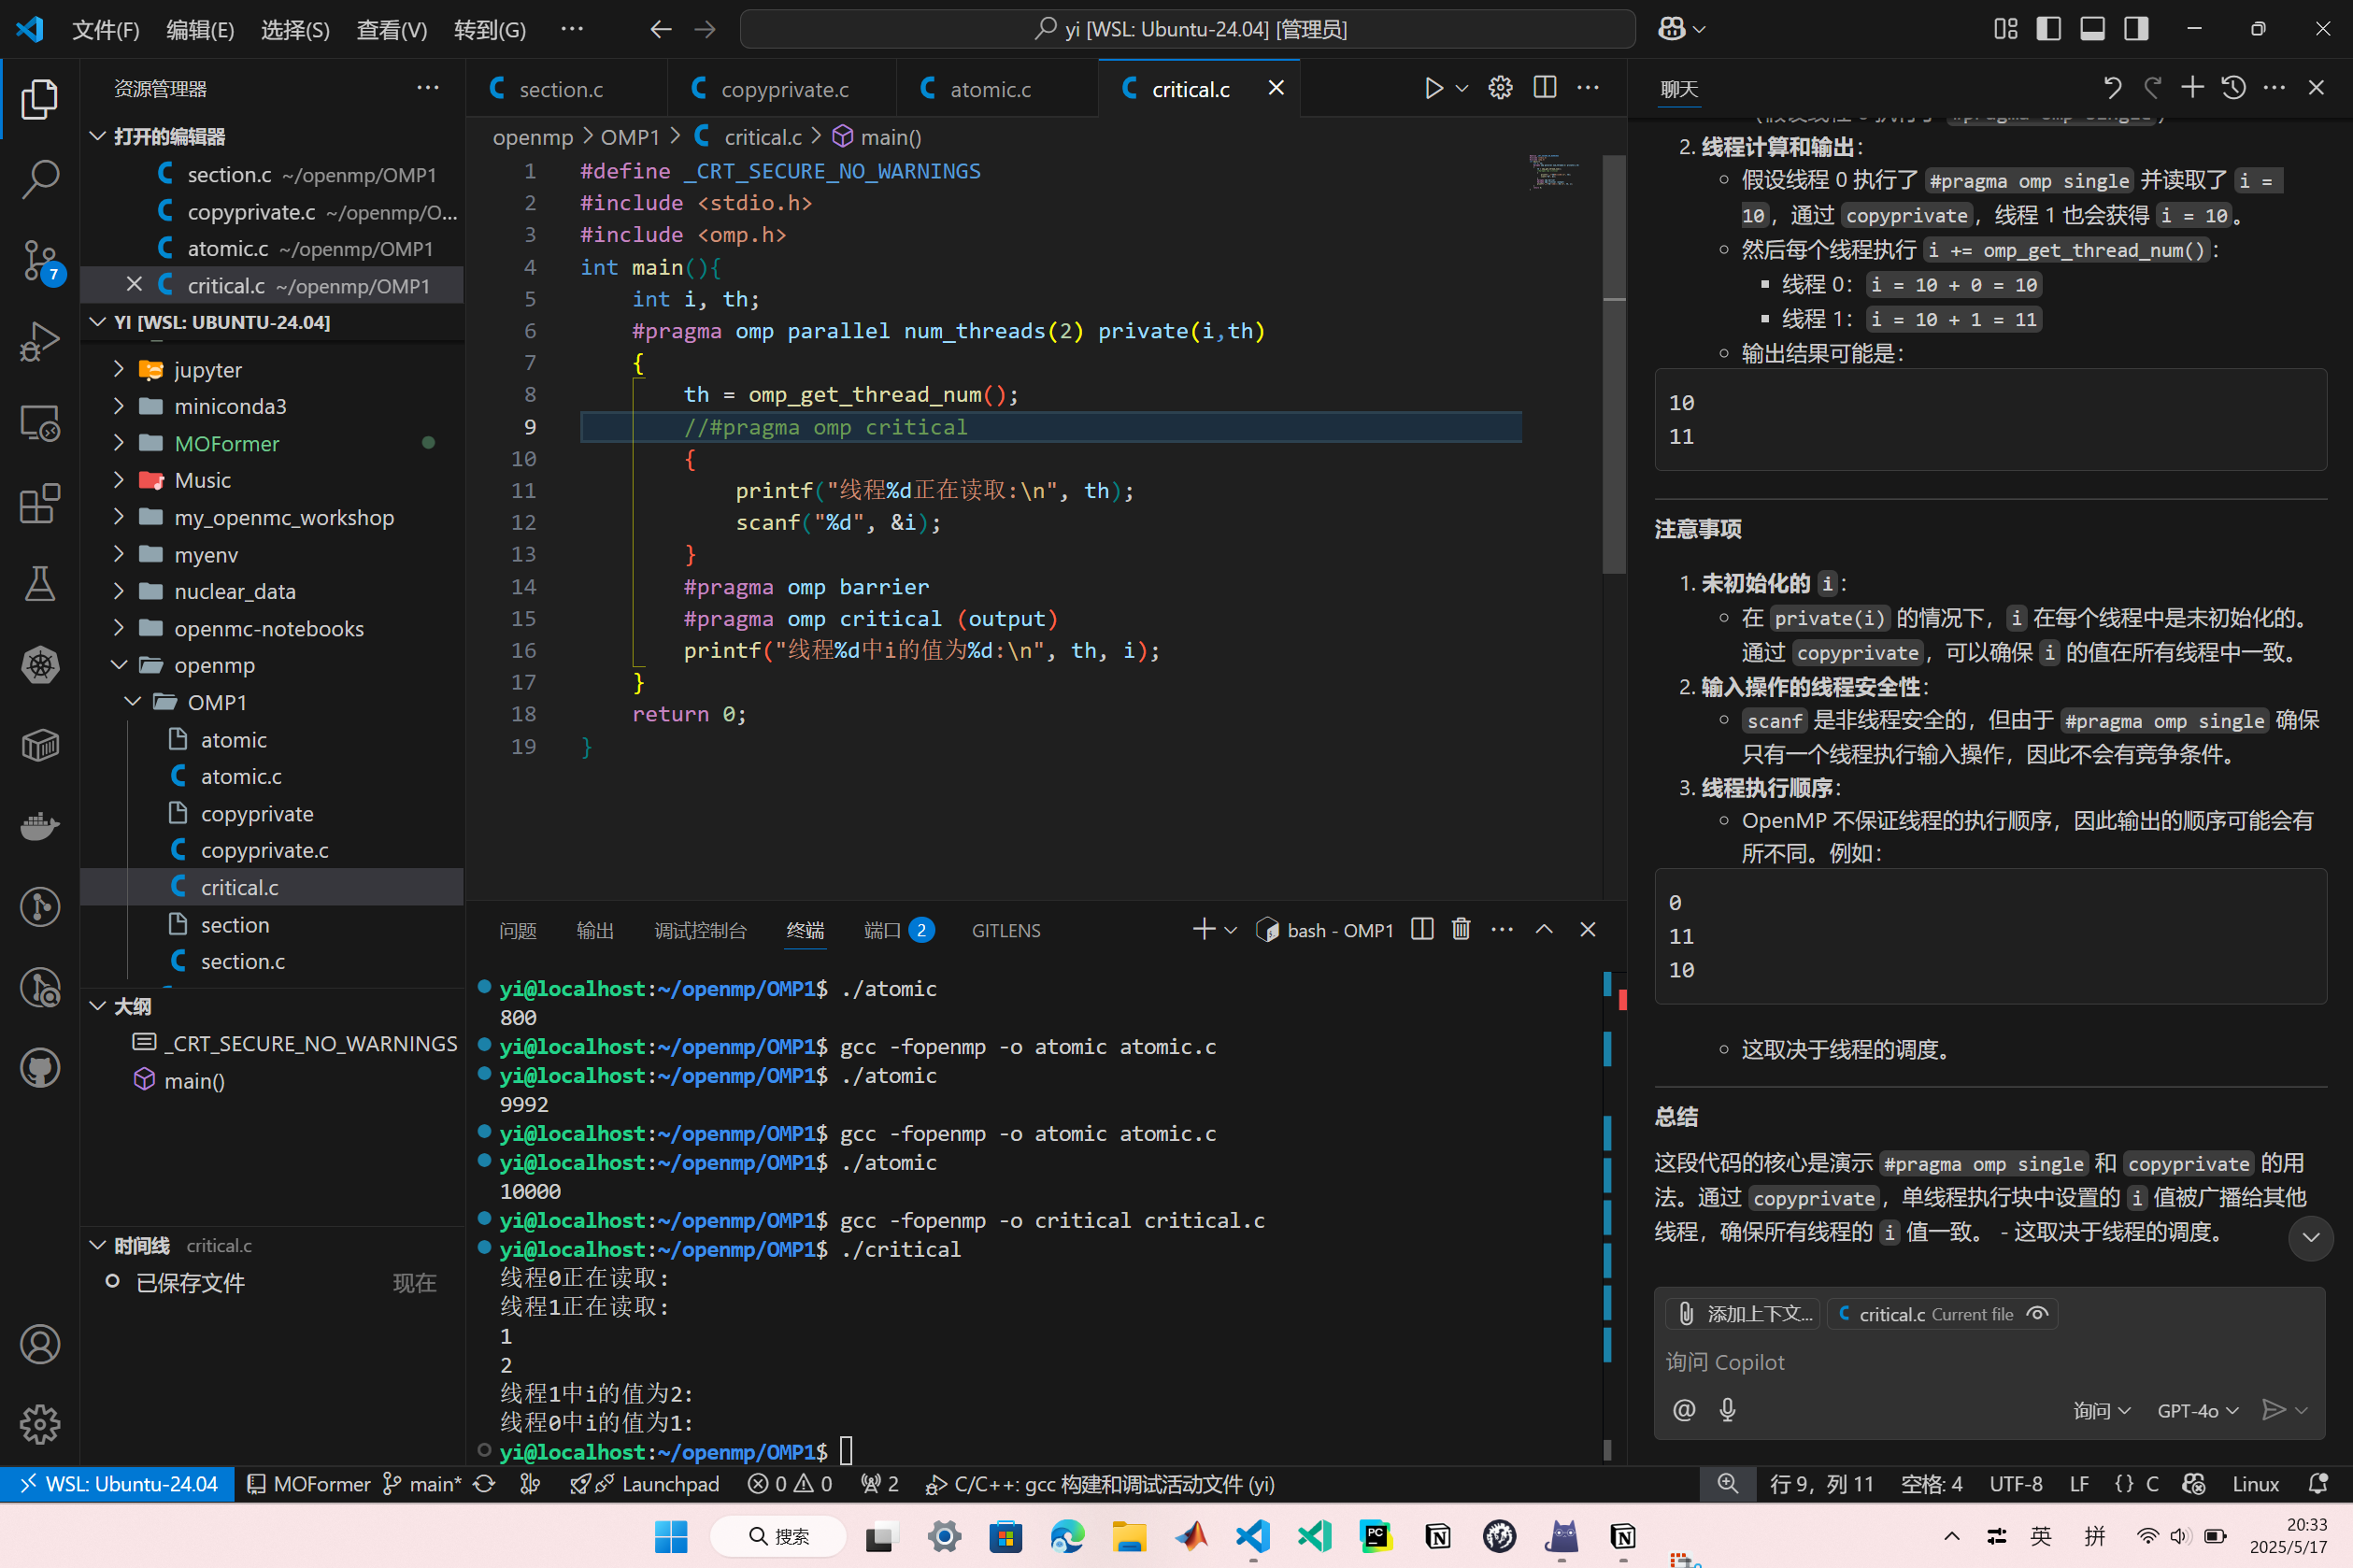 文件(F) 编辑(E) 选择(S) 查看(V) 转到(G) ···
yi [WSL: Ubuntu-24.04] [管理员]
资源管理器
打开的编辑器
section.c ~/openmp/OMP1
copyprivate.c ~/openmp/O...
atomic.c ~/openmp/OMP1
critical.c ~/openmp/OMP1
YI [WSL: UBUNTU-24.04]
jupyter
miniconda3
MOFormer
Music
my_openmc_workshop
myenv
nuclear_data
openmc-notebooks
openmp
OMP1
atomic
atomic.c
copyprivate
copyprivate.c
critical.c
section
section.c
大纲
_CRT_SECURE_NO_WARNINGS
main()
时间线 critical.c
已保存文件 现在
7
section.c copyprivate.c atomic.c critical.c
openmp > OMP1 > critical.c > main()
1 #define _CRT_SECURE_NO_WARNINGS
2 #include <stdio.h>
3 #include <omp.h>
4 int main(){
5 int i, th;
6 #pragma omp parallel num_threads(2) private(i,th)
7 {
8 th = omp_get_thread_num();
9 //#pragma omp critical
10 {
11 printf("线程%d正在读取:\n", th);
12 scanf("%d", &i);
13 }
14 #pragma omp barrier
15 #pragma omp critical (output)
16 printf("线程%d中i的值为%d:\n", th, i);
17 }
18 return 0;
19 }
问题 输出 调试控制台 终端 端口 2 GITLENS
bash - OMP1
yi@localhost:~/openmp/OMP1$ ./atomic
800
yi@localhost:~/openmp/OMP1$ gcc -fopenmp -o atomic atomic.c
yi@localhost:~/openmp/OMP1$ ./atomic
9992
yi@localhost:~/openmp/OMP1$ gcc -fopenmp -o atomic atomic.c
yi@localhost:~/openmp/OMP1$ ./atomic
10000
yi@localhost:~/openmp/OMP1$ gcc -fopenmp -o critical critical.c
yi@localhost:~/openmp/OMP1$ ./critical
线程0正在读取:
线程1正在读取:
1
2
线程1中i的值为2:
线程0中i的值为1:
yi@localhost:~/openmp/OMP1$
聊天
2. 线程计算和输出：
假设线程 0 执行了 #pragma omp single 并读取了 i =
10，通过 copyprivate，线程 1 也会获得 i = 10。
然后每个线程执行 i += omp_get_thread_num()：
线程 0：i = 10 + 0 = 10
线程 1：i = 10 + 1 = 11
输出结果可能是：
10
11
注意事项
1. 未初始化的 i：
在 private(i) 的情况下，i 在每个线程中是未初始化的。
通过 copyprivate，可以确保 i 的值在所有线程中一致。
2. 输入操作的线程安全性：
scanf 是非线程安全的，但由于 #pragma omp single 确保
只有一个线程执行输入操作，因此不会有竞争条件。
3. 线程执行顺序：
OpenMP 不保证线程的执行顺序，因此输出的顺序可能会有
所不同。例如：
0
11
10
这取决于线程的调度。
总结
这段代码的核心是演示 #pragma omp single 和 copyprivate 的用
法。通过 copyprivate，单线程执行块中设置的 i 值被广播给其他
线程，确保所有线程的 i 值一致。 - 这取决于线程的调度。
添加上下文... critical.c Current file
询问 Copilot
@ 询问 GPT-4o
WSL: Ubuntu-24.04 MOFormer main* Launchpad 0 0 2 C/C++: gcc 构建和调试活动文件 (yi) 行 9，列 11 空格: 4 UTF-8 LF {} C Linux
搜索
PC
英 拼
20:33
2025/5/17